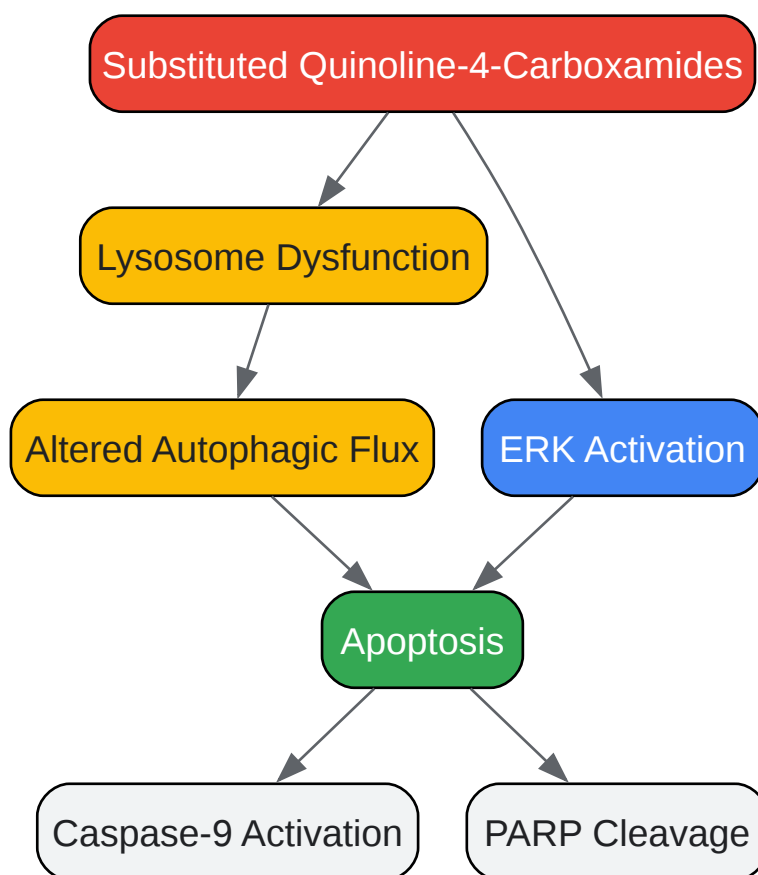 Substituted Quinoline-4-Carboxamides
Lysosome Dysfunction
Altered Autophagic Flux
ERK Activation
Apoptosis
Caspase-9 Activation
PARP Cleavage